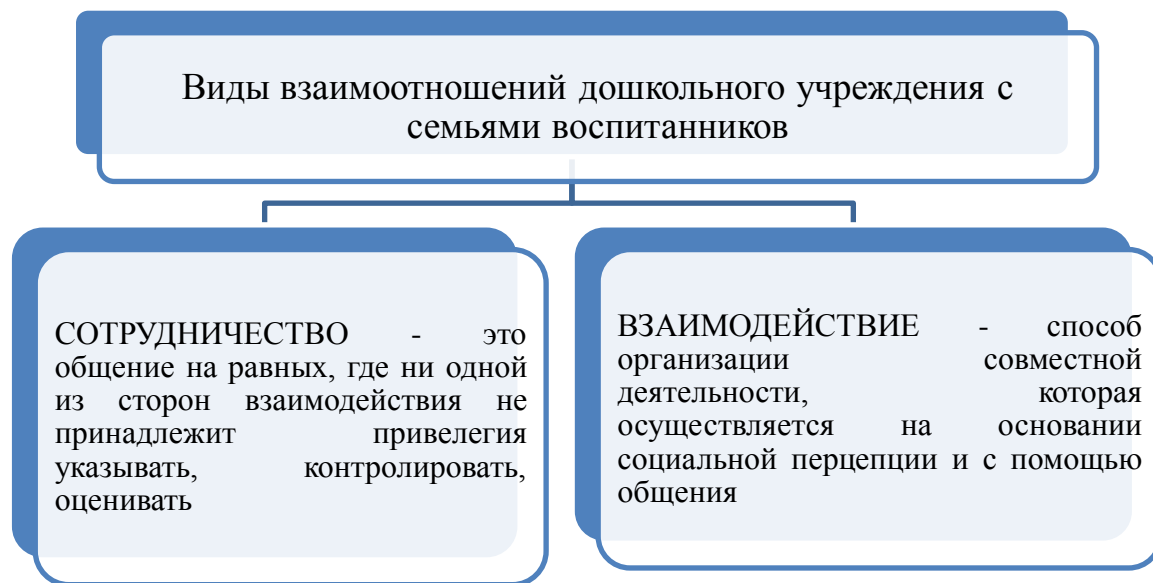 Виды взаимоотношений дошкольного учреждения с
семьями воспитанников
СОТРУДНИЧЕСТВО - это
общение на равных, где ни одной
из сторон взаимодействия не
принадлежит привелегия
указывать, контролировать,
оценивать
ВЗАИМОДЕЙСТВИЕ - способ
организации совместной
деятельности, которая
осуществляется на основании
социальной перцепции и с помощью
общения